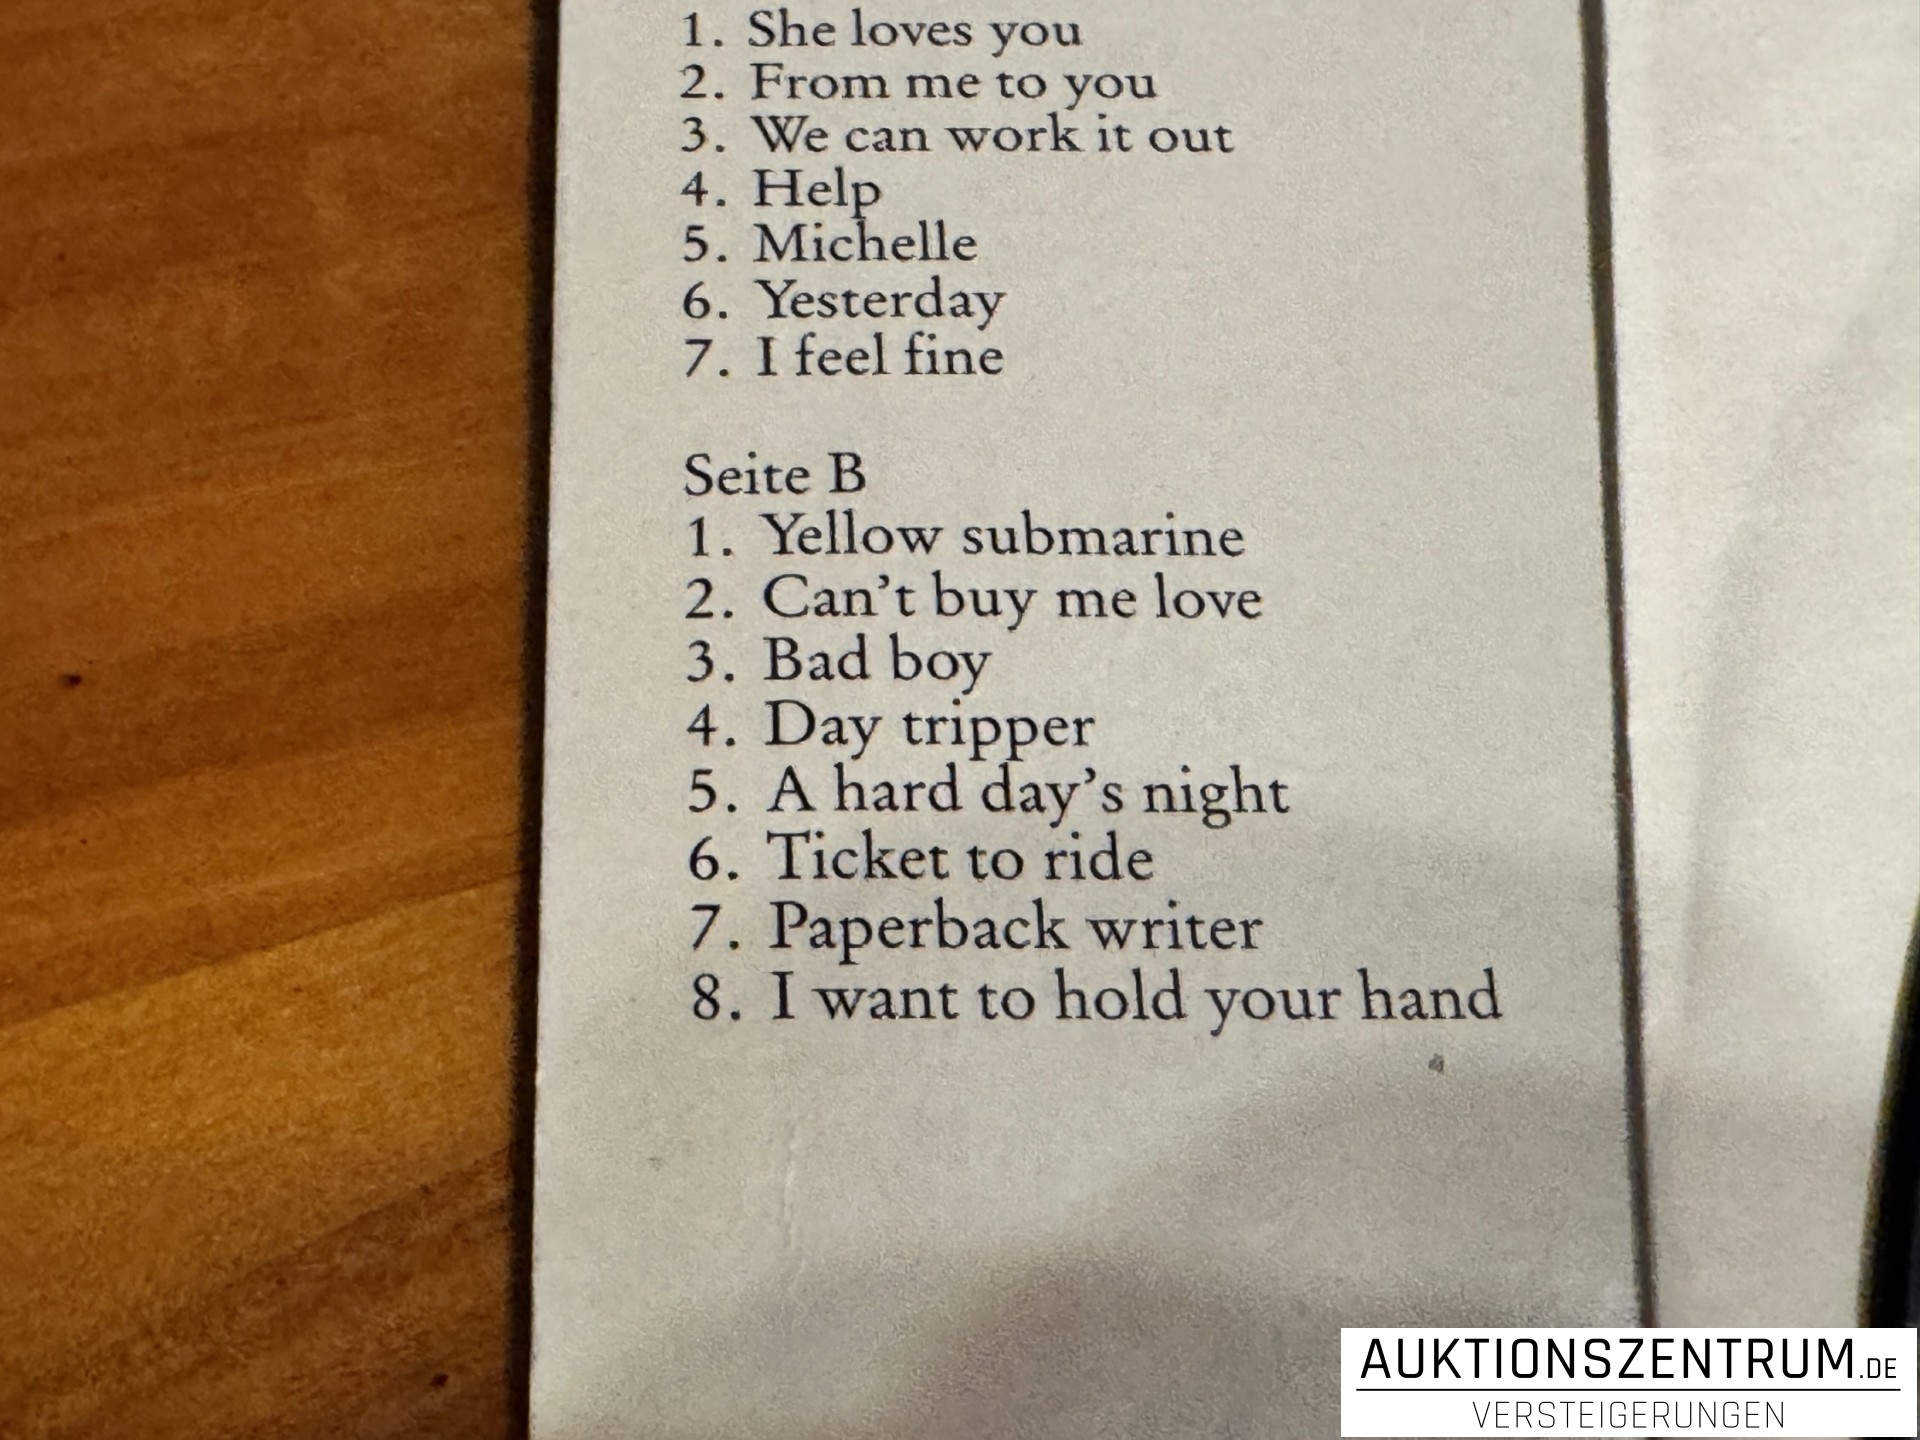 1. She loves you
2. From me to you
3. We can work it out
4. Help
5. Michelle
6. Yesterday
7. I feel fine
Seite B
1. Yellow submarine
2. Can’t buy me love
3. Bad boy
4. Day tripper
5. A hard day’s night
6. Ticket to ride
7. Paperback writer
8. I want to hold your hand
AUKTIONSZENTRUM.DE
VERSTEIGERUNGEN